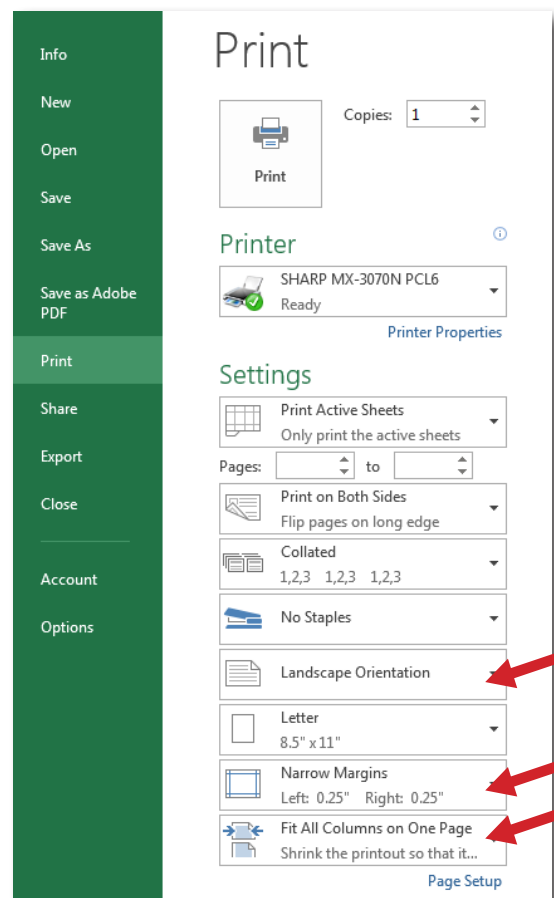 Info
New
Open
Save
Save As
Save as Adobe
PDF
Print
Share
Export
Close
Account
Options
Print
Copies: 1
Print
Printer
SHARP MX-3070N PCL6
Ready
Printer Properties
Settings
Print Active Sheets
Only print the active sheets
Pages: to
Print on Both Sides
Flip pages on long edge
Collated
1,2,3 1,2,3 1,2,3
No Staples
Landscape Orientation
Letter
8.5" x 11"
Narrow Margins
Left: 0.25" Right: 0.25"
Fit All Columns on One Page
Shrink the printout so that it...
Page Setup